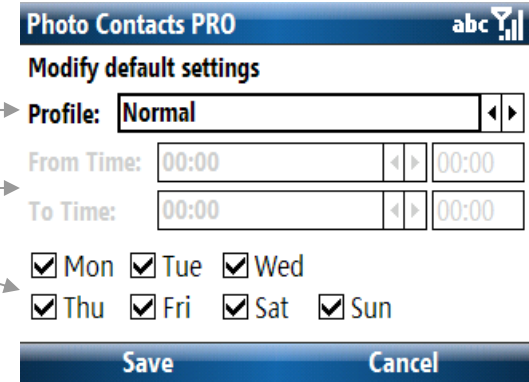 Photo Contacts PRO abc
Modify default settings
Profile: Normal
From Time: 00:00 00:00
To Time: 00:00 00:00
Mon Tue Wed
Thu Fri Sat Sun
Save Cancel